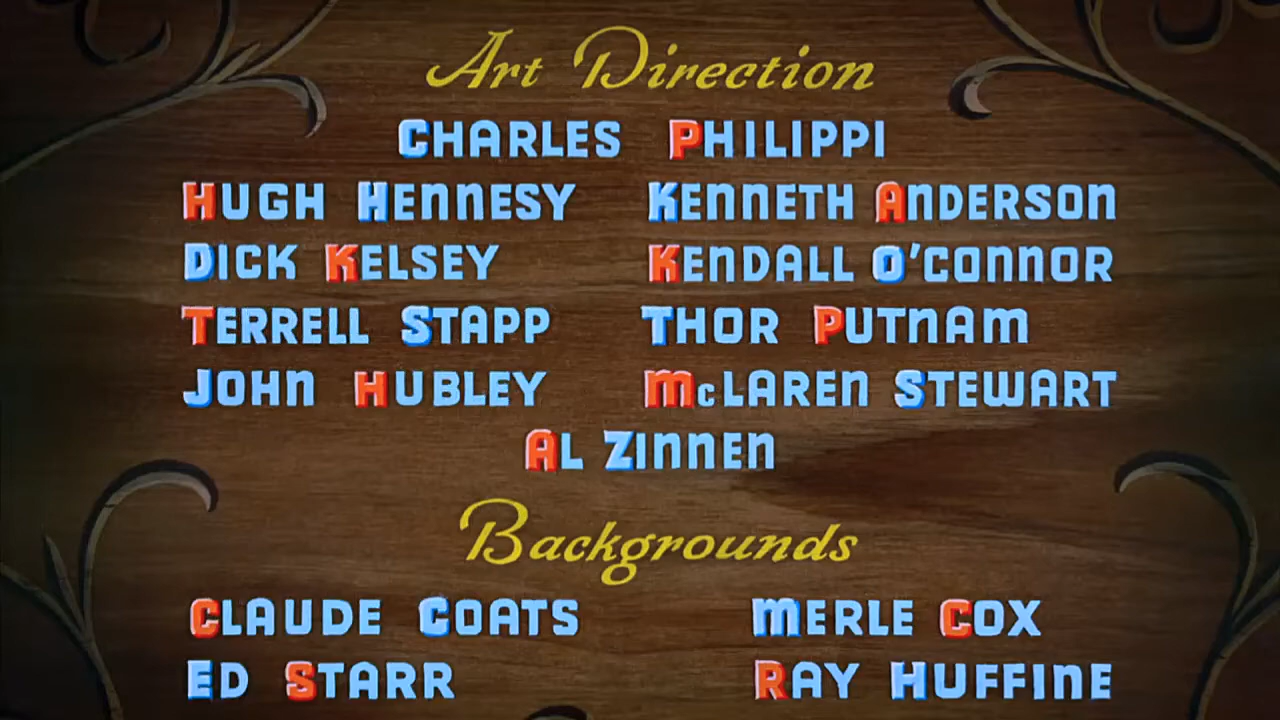 Art Direction
CHARLES PHILIPPI
HUGH HENNESY KENNETH ANDERSON
DICK KELSEY KENDALL O'CONNOR
TERRELL STAPP THOR PUTNAM
JOHN HUBLEY McLAREN STEWART
AL ZINNEN
Backgrounds
CLAUDE COATS MERLE COX
ED STARR RAY HUFFINE